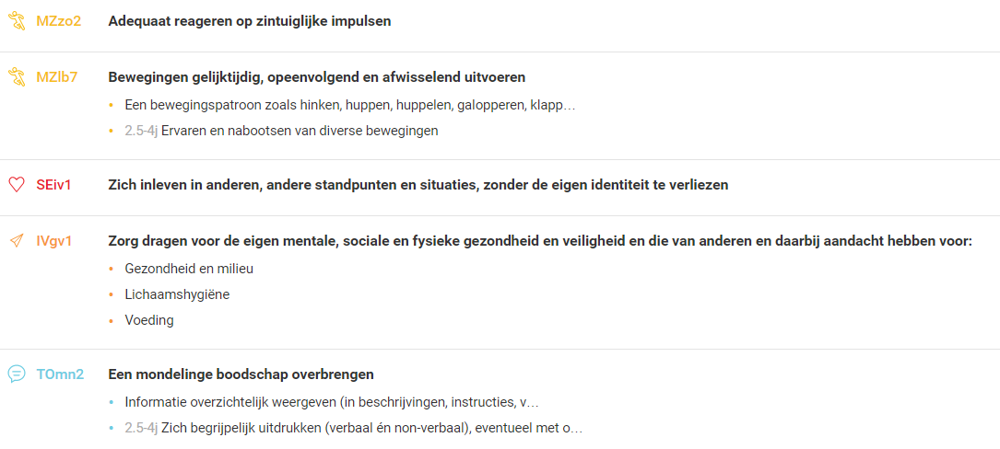 MZzo2 Adequaat reageren op zintuiglijke impulsen
MZlb7 Bewegingen gelijktijdig, opeenvolgend en afwisselend uitvoeren
• Een bewegingspatroon zoals hinken, huppen, huppelen, galopperen, klapp…
• 2.5-4j Ervaren en nabootsen van diverse bewegingen
SEiv1 Zich inleven in anderen, andere standpunten en situaties, zonder de eigen identiteit te verliezen
IVgv1 Zorg dragen voor de eigen mentale, sociale en fysieke gezondheid en veiligheid en die van anderen en daarbij aandacht hebben voor:
• Gezondheid en milieu
• Lichaamshygiëne
• Voeding
TOmn2 Een mondelinge boodschap overbrengen
• Informatie overzichtelijk weergeven (in beschrijvingen, instructies, v…
• 2.5-4j Zich begrijpelijk uitdrukken (verbaal én non-verbaal), eventueel met o…